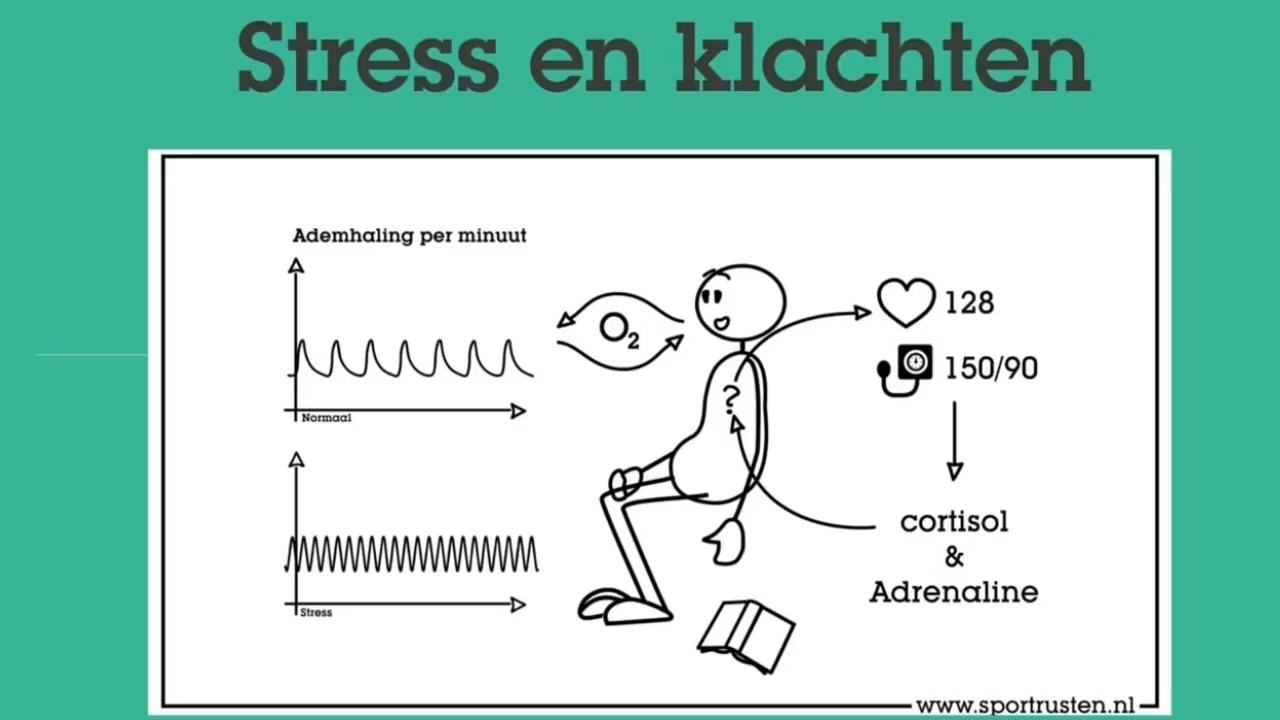 Stress en klachten
Ademhaling per minuut
Normaal
Stress
O₂
?
128
150/90
cortisol
&
Adrenaline
www.sportrusten.nl